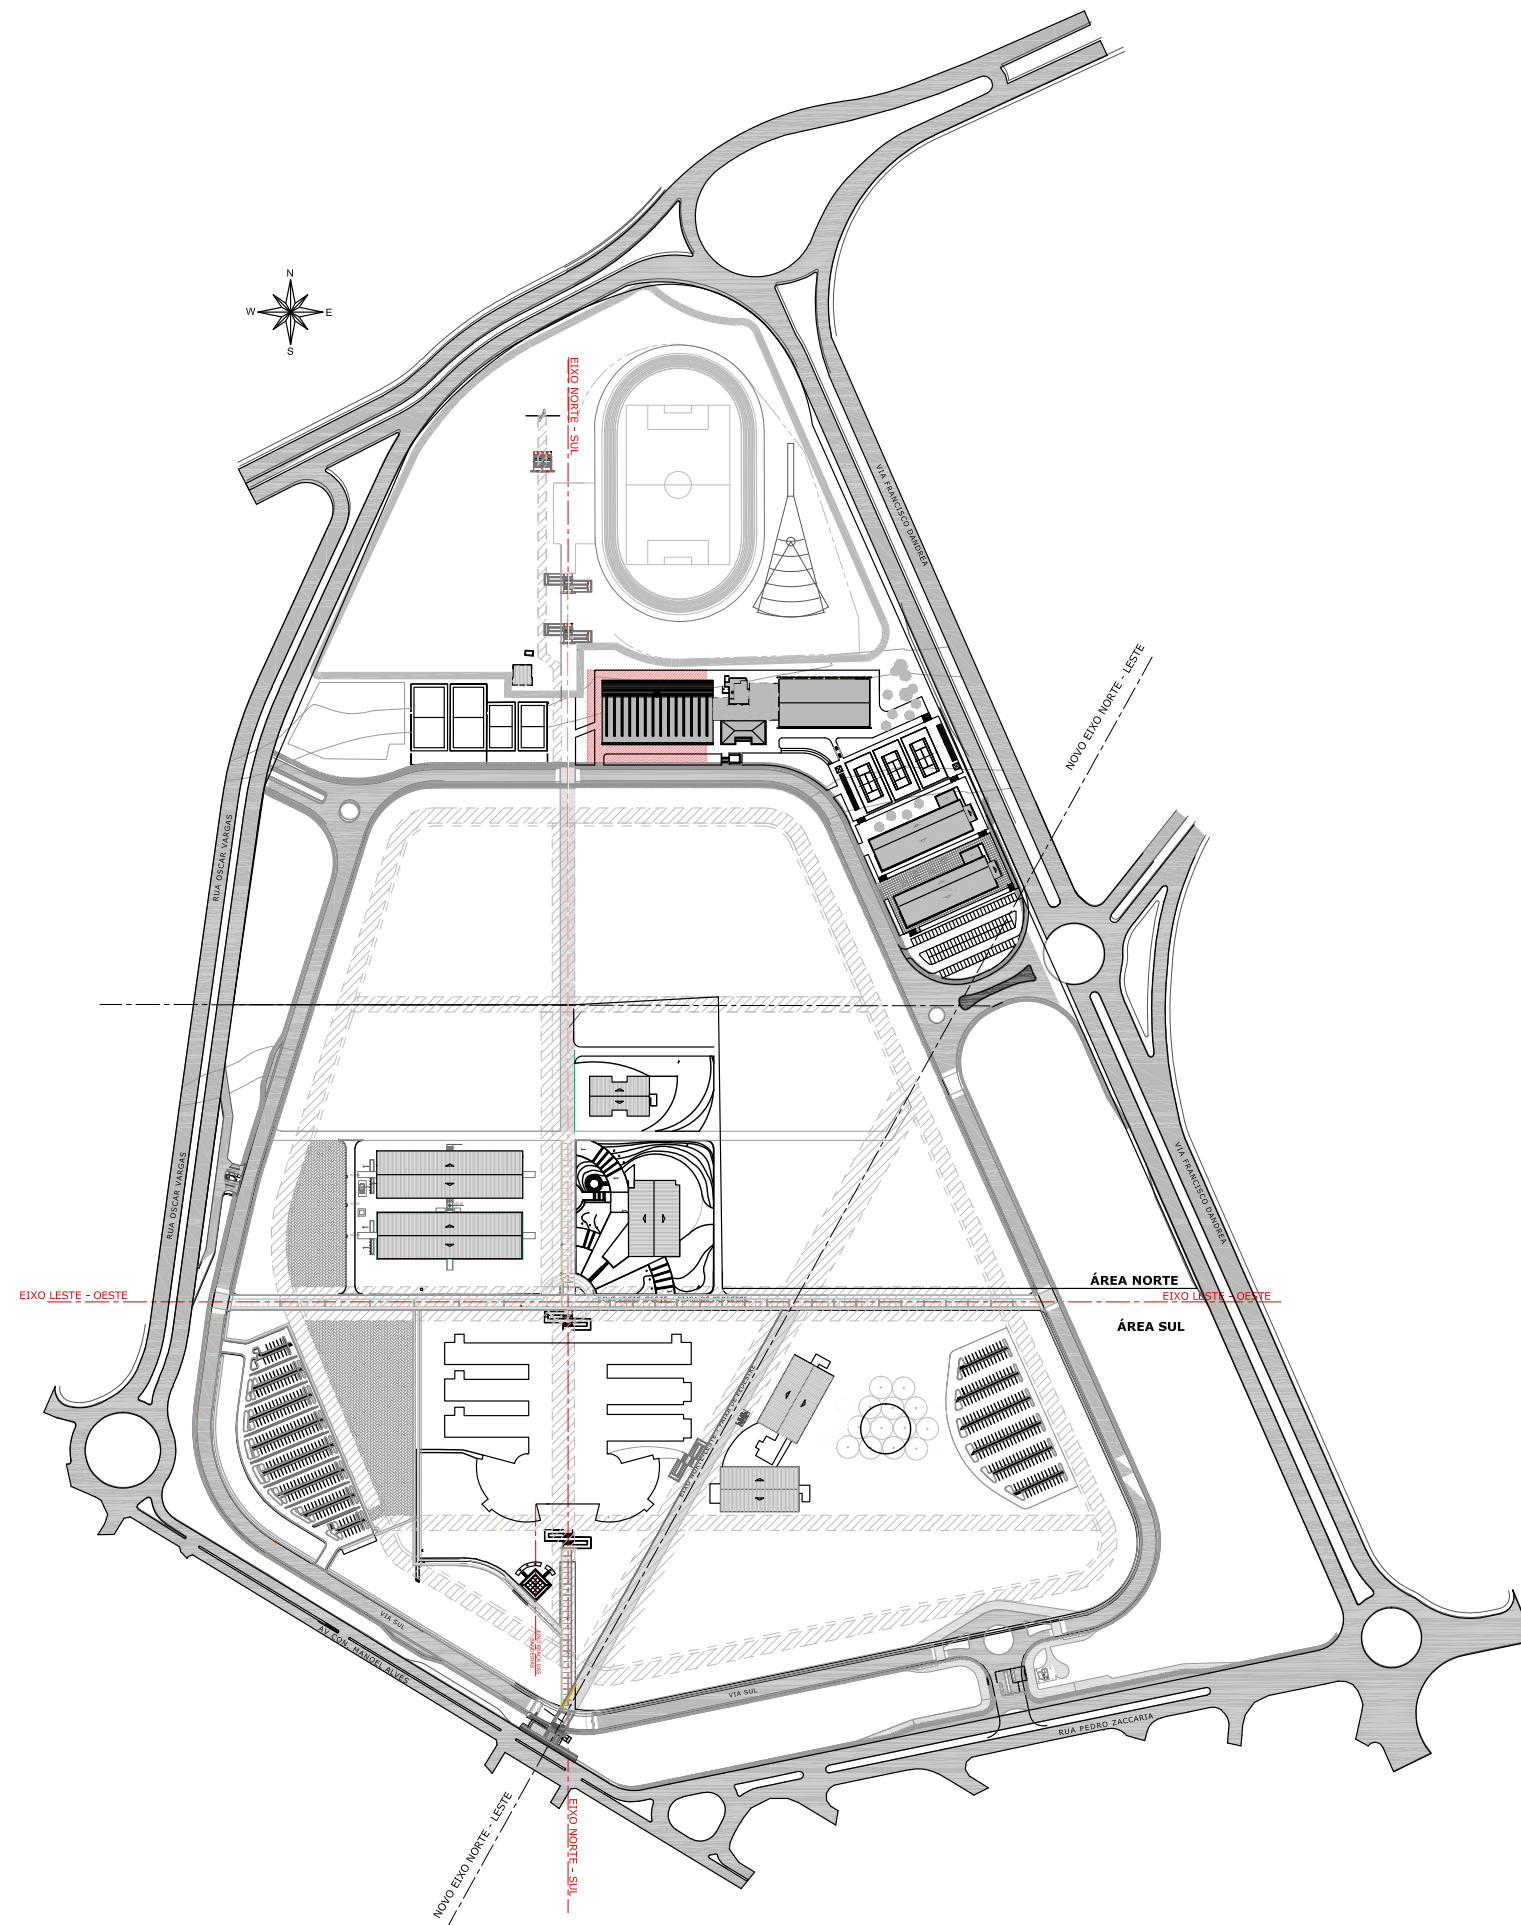 N
W
E
S
EIXO NORTE - SUL
VIA FRANCISCO DANDREA
NOVO EIXO NORTE - LESTE
RUA OSCAR VARGAS
RUA OSCAR VARGAS
VIA FRANCISCO DANDREA
ÁREA NORTE
EIXO LESTE - OESTE
EIXO LESTE - OESTE
ÁREA SUL
VIA SUL
AV CON. MANOEL ALVES
VIA SUL
RUA PEDRO ZACCARIA
NOVO EIXO NORTE - LESTE
EIXO NORTE - SUL